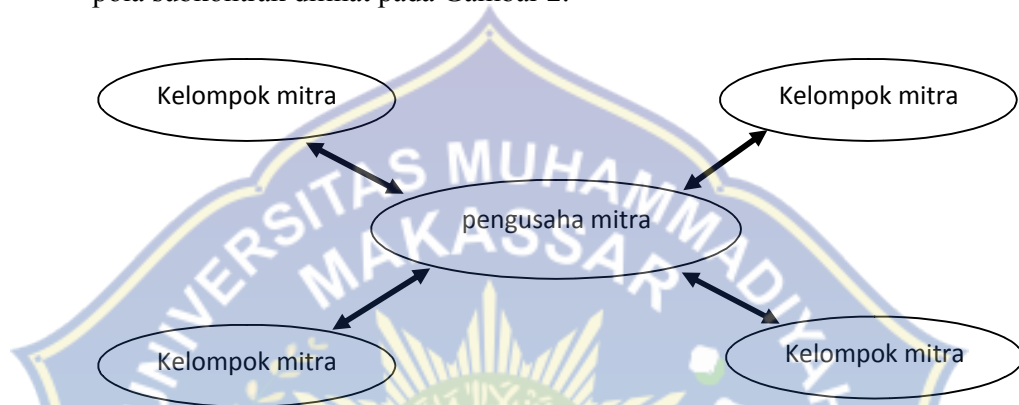 pola subkontrak dilihat pada Gambar 2:
Kelompok mitra
Kelompok mitra
UNIVERSITAS MUHAMMADIYAH
MAKASSAR
pengusaha mitra
Kelompok mitra
Kelompok mitra